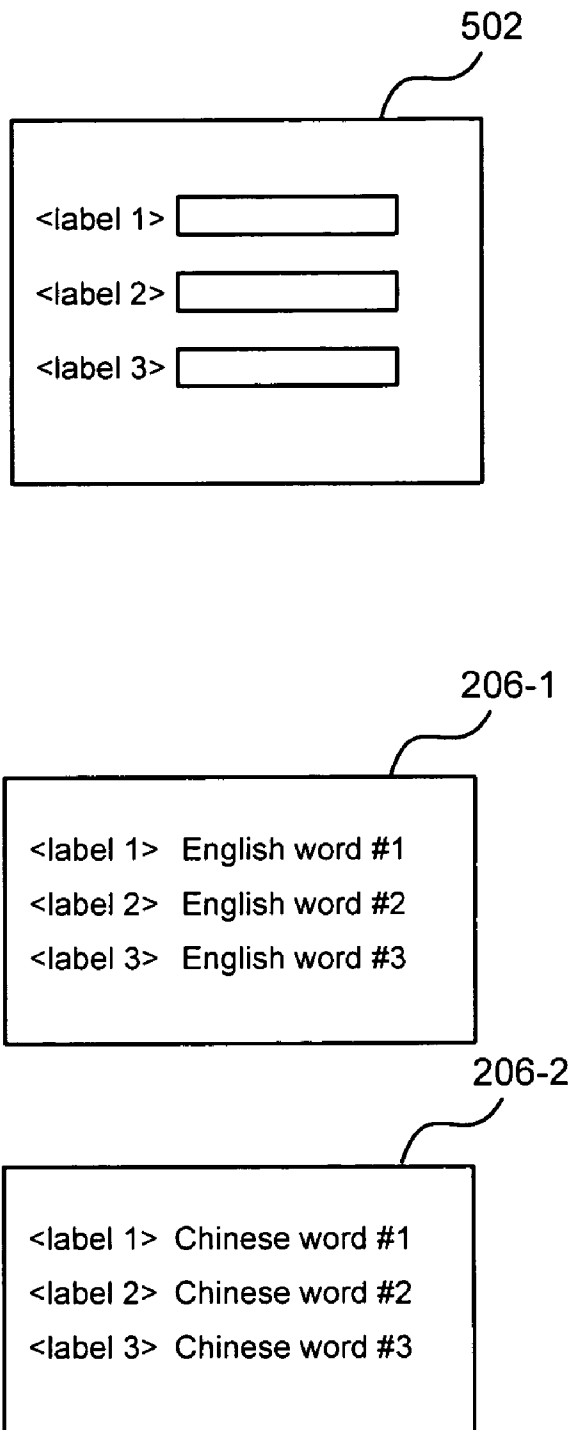 502
<label 1>
<label 2>
<label 3>
206-1
<label 1> English word #1
<label 2> English word #2
<label 3> English word #3
206-2
<label 1> Chinese word #1
<label 2> Chinese word #2
<label 3> Chinese word #3